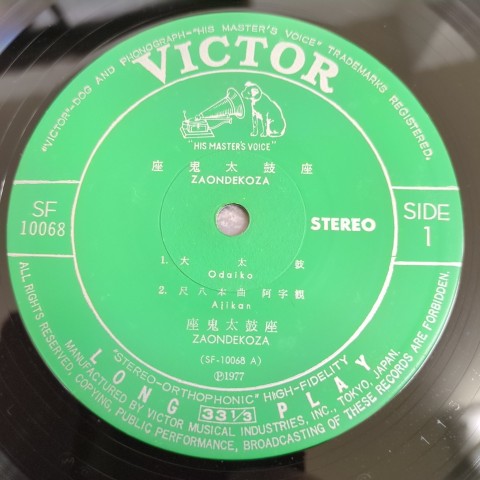 "VICTOR"-DOG AND PHONOGRAPH-"HIS MASTER'S VOICE" TRADEMARKS REGISTERED.
VICTOR
"HIS MASTER'S VOICE"
座鬼太鼓座
ZAONDEKOZA
SF
10068
STEREO
SIDE
1
1. 大太鼓
Odaiko
2. 尺八本曲 阿字観
Ajikan
座鬼太鼓座
ZAONDEKOZA
(SF-10068 A)
Ⓟ1977
"STEREO-ORTHOPHONIC" HIGH-FIDELITY
LONG 33 1/3 PLAY
MANUFACTURED BY VICTOR MUSICAL INDUSTRIES, INC., TOKYO, JAPAN.
ALL RIGHTS RESERVED, COPYING, PUBLIC PERFORMANCE, BROADCASTING OF THESE RECORDS ARE FORBIDDEN.